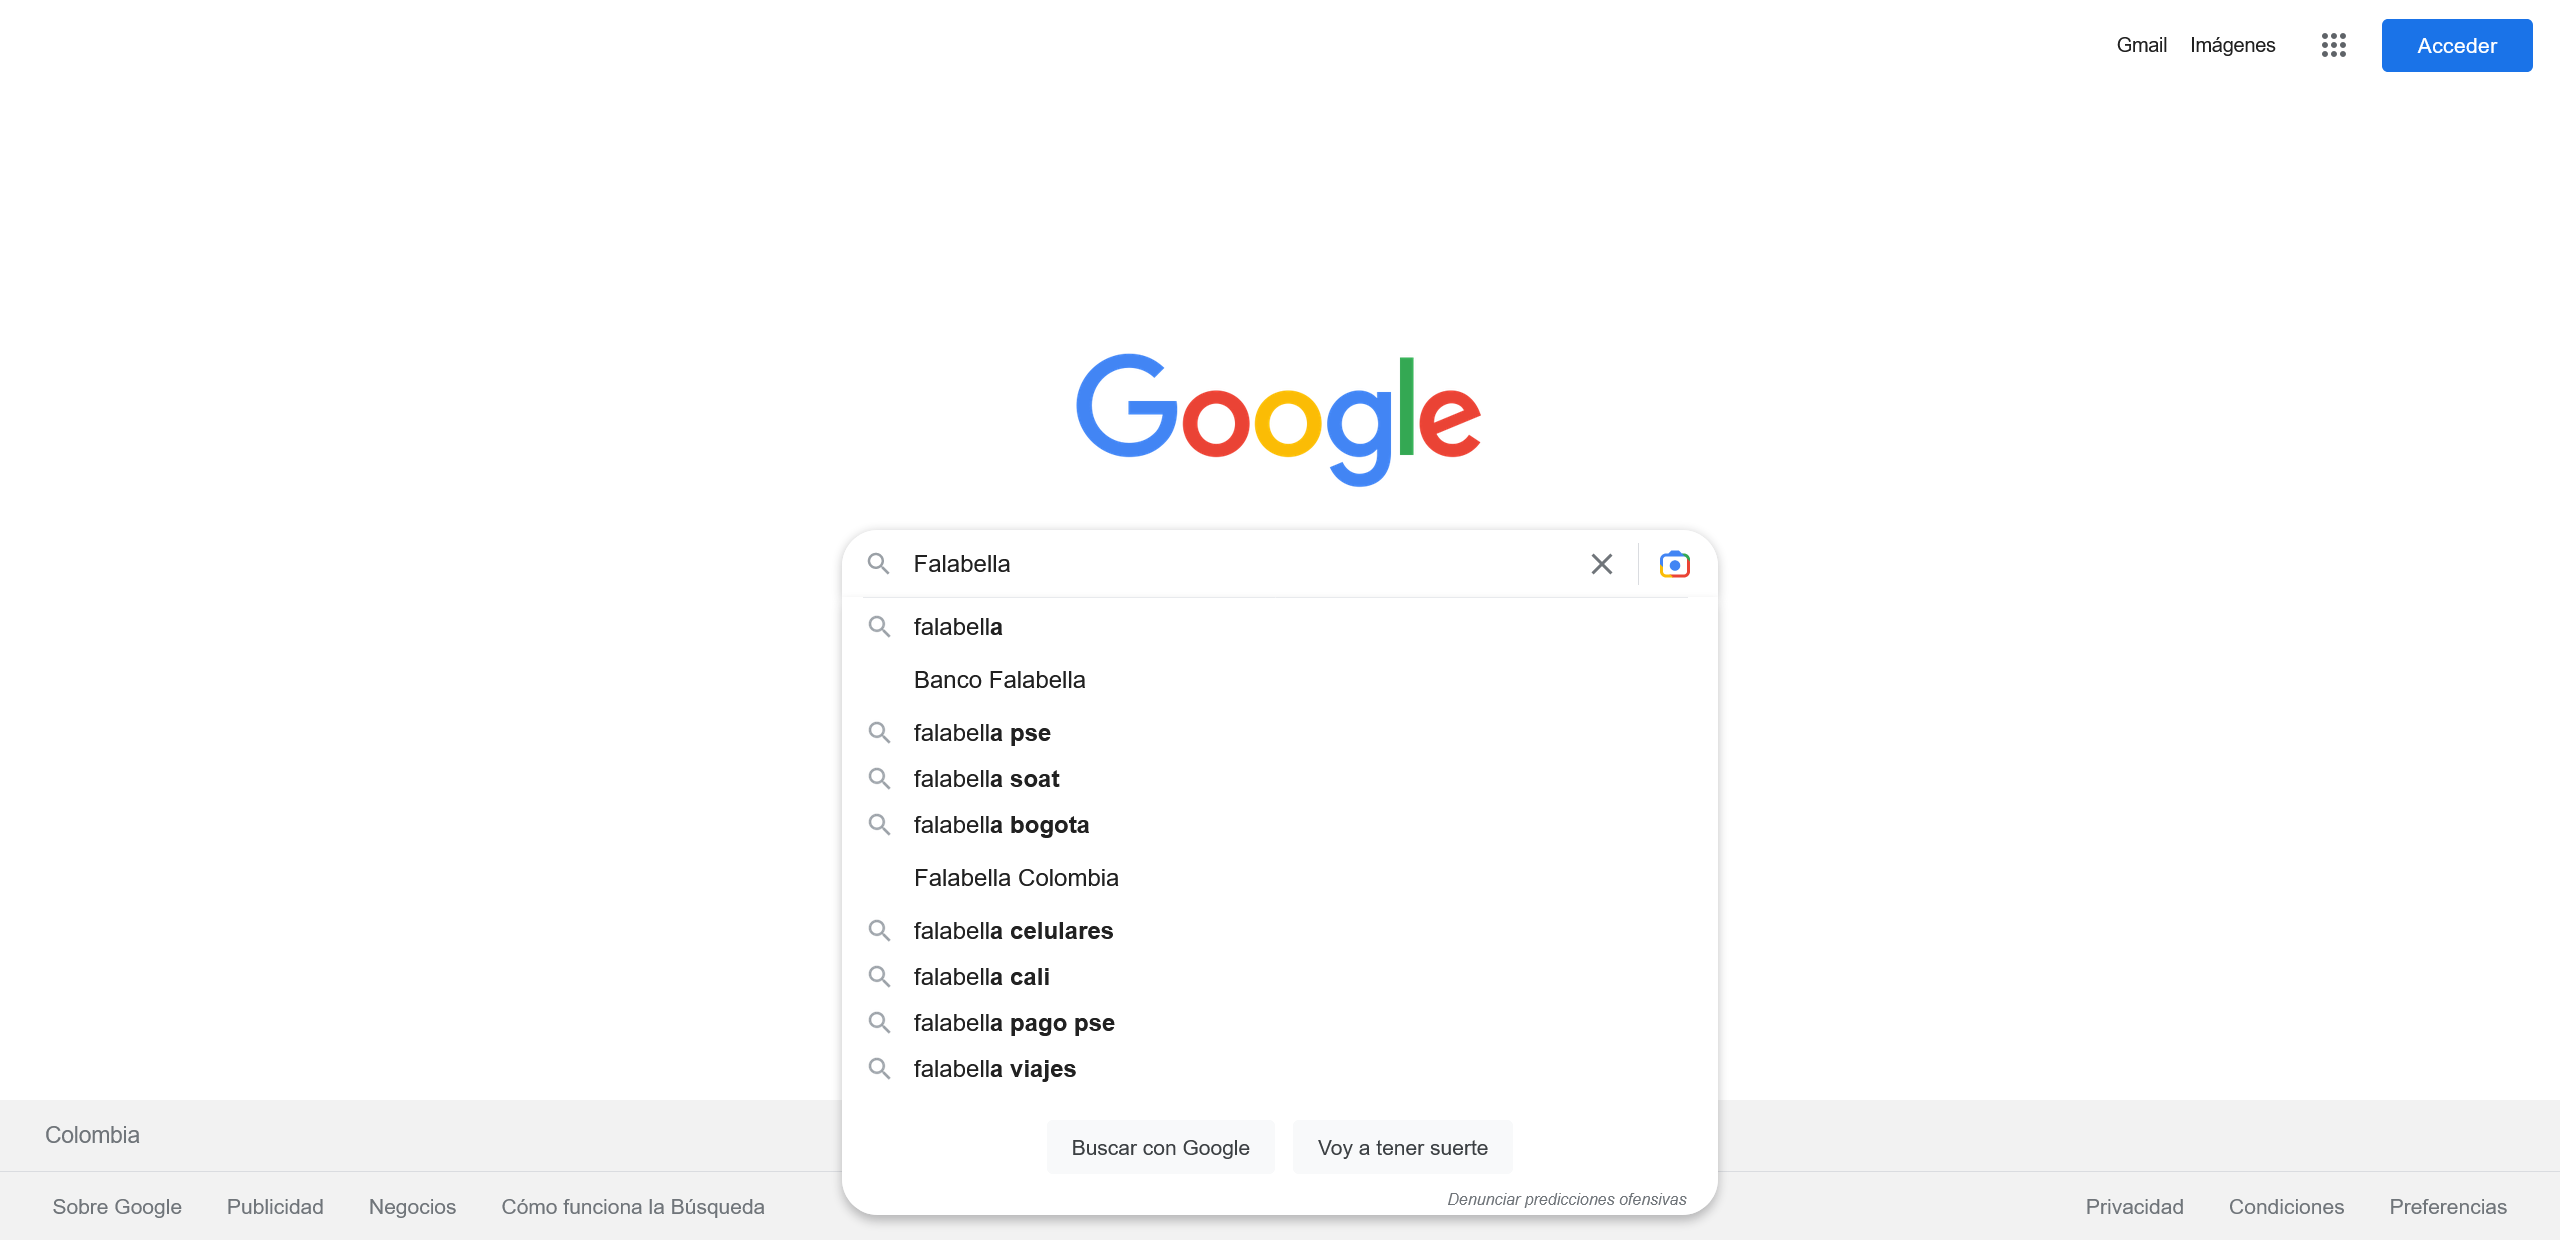 Gmail Imágenes Acceder
Google
Falabella
falabella
Banco Falabella
falabella pse
falabella soat
falabella bogota
Falabella Colombia
falabella celulares
falabella cali
falabella pago pse
falabella viajes
Buscar con Google Voy a tener suerte
Denunciar predicciones ofensivas
Colombia
Sobre Google Publicidad Negocios Cómo funciona la Búsqueda Privacidad Condiciones Preferencias